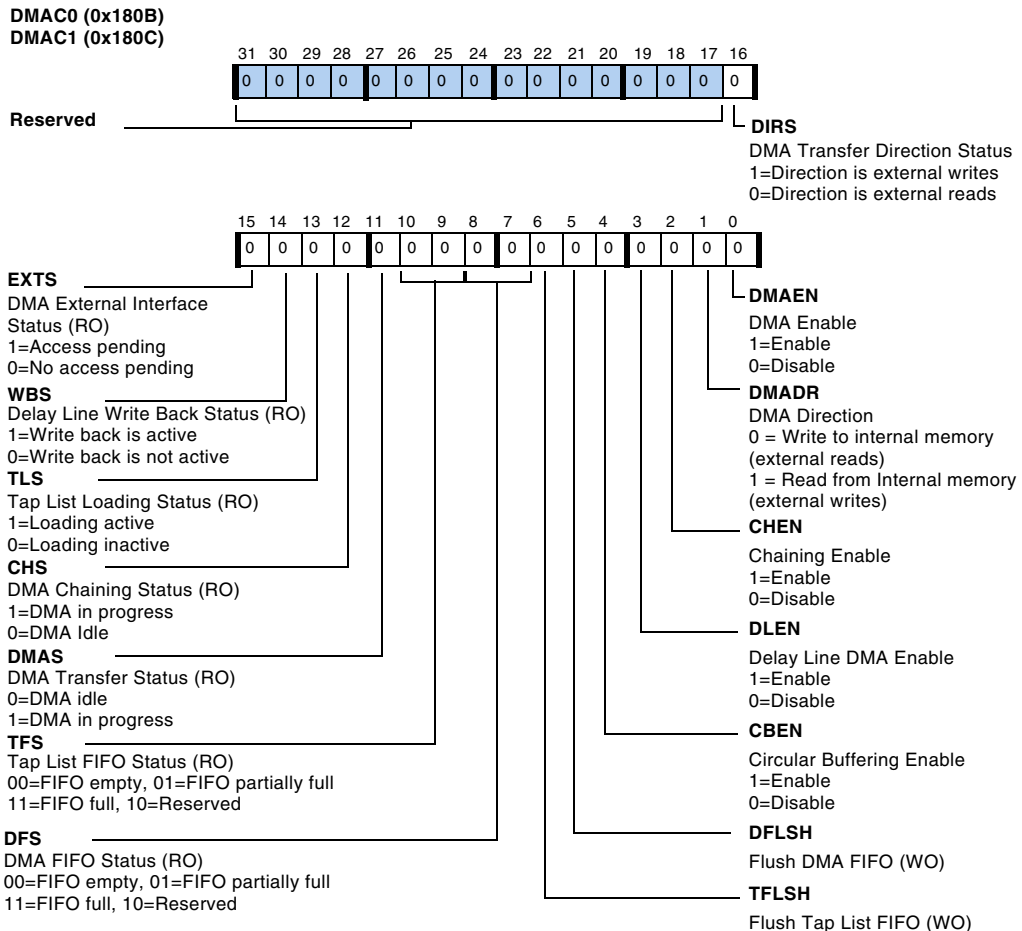 DMAC0 (0x180B)
DMAC1 (0x180C)
31 30 29 28 27 26 25 24 23 22 21 20 19 18 17 16
0 0 0 0 0 0 0 0 0 0 0 0 0 0 0 0
Reserved
DIRS
DMA Transfer Direction Status
1=Direction is external writes
0=Direction is external reads
15 14 13 12 11 10 9 8 7 6 5 4 3 2 1 0
0 0 0 0 0 0 0 0 0 0 0 0 0 0 0 0
EXTS
DMA External Interface
Status (RO)
1=Access pending
0=No access pending
WBS
Delay Line Write Back Status (RO)
1=Write back is active
0=Write back is not active
TLS
Tap List Loading Status (RO)
1=Loading active
0=Loading inactive
CHS
DMA Chaining Status (RO)
1=DMA in progress
0=DMA Idle
DMAS
DMA Transfer Status (RO)
0=DMA idle
1=DMA in progress
TFS
Tap List FIFO Status (RO)
00=FIFO empty, 01=FIFO partially full
11=FIFO full, 10=Reserved
DFS
DMA FIFO Status (RO)
00=FIFO empty, 01=FIFO partially full
11=FIFO full, 10=Reserved
DMAEN
DMA Enable
1=Enable
0=Disable
DMADR
DMA Direction
0 = Write to internal memory
(external reads)
1 = Read from Internal memory
(external writes)
CHEN
Chaining Enable
1=Enable
0=Disable
DLEN
Delay Line DMA Enable
1=Enable
0=Disable
CBEN
Circular Buffering Enable
1=Enable
0=Disable
DFLSH
Flush DMA FIFO (WO)
TFLSH
Flush Tap List FIFO (WO)